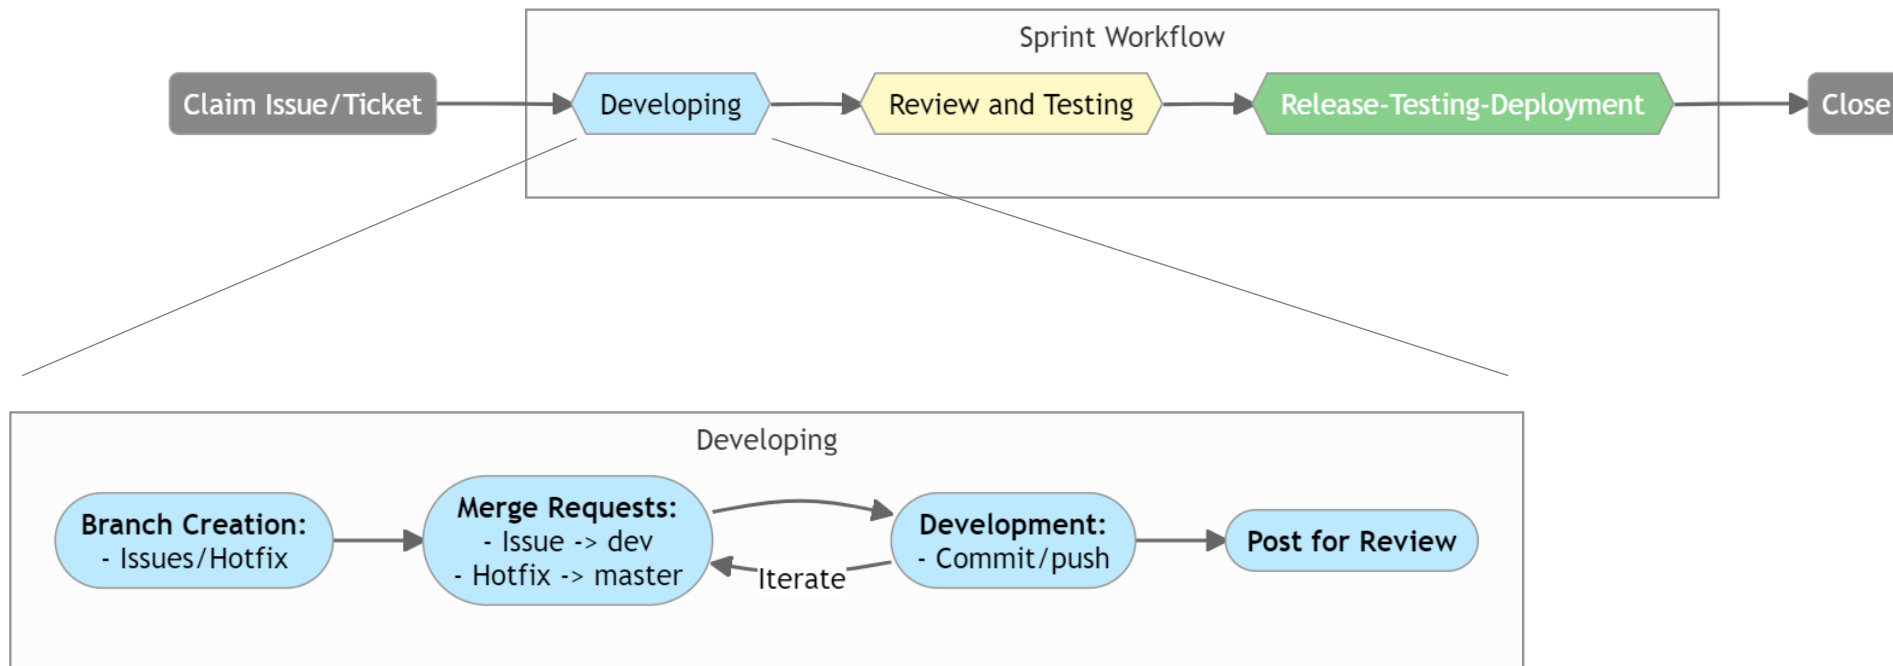 Sprint Workflow
Claim Issue/Ticket
Developing
Review and Testing
Release-Testing-Deployment
Close
Developing
Branch Creation:
- Issues/Hotfix
Merge Requests:
- Issue -> dev
- Hotfix -> master
Iterate
Development:
- Commit/push
Post for Review